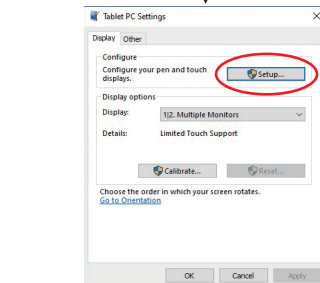 Tablet PC Settings
Display Other
Configure
Configure your pen and touch
displays.
Setup...
Display options
Display: 1|2. Multiple Monitors
Details: Limited Touch Support
Calibrate... Reset...
Choose the order in which your screen rotates.
Go to Orientation
OK Cancel Apply